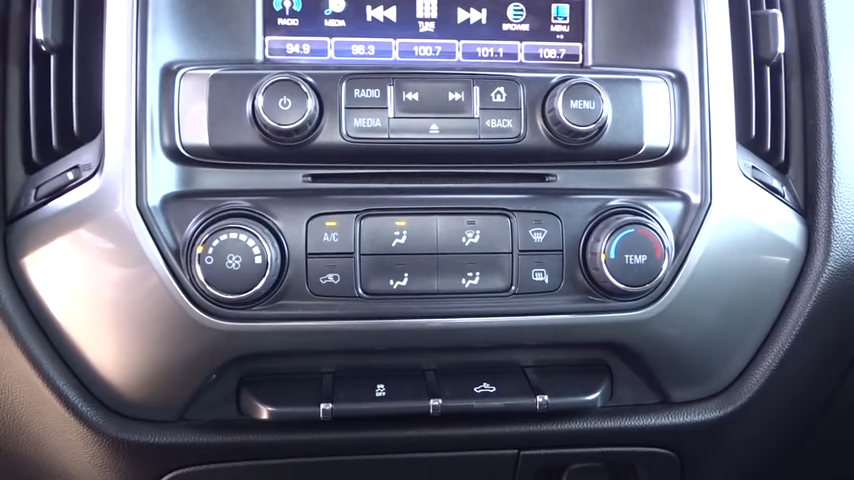 RADIO MEDIA TUNE BROWSE MENU
94.9 98.3 100.7 101.1 106.7
RADIO MENU
MEDIA BACK
A/C
TEMP
OFF